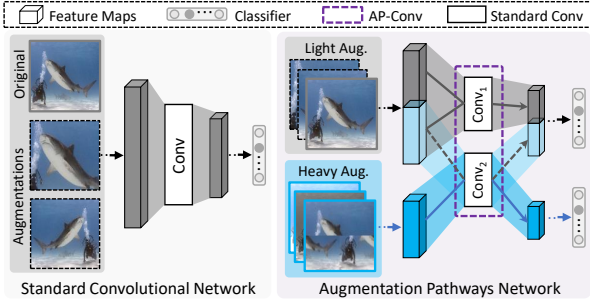 Feature Maps
Classifier
AP-Conv
Standard Conv
Original
Augmentations
Conv
Standard Convolutional Network
Light Aug.
Heavy Aug.
Conv1
Conv2
Augmentation Pathways Network